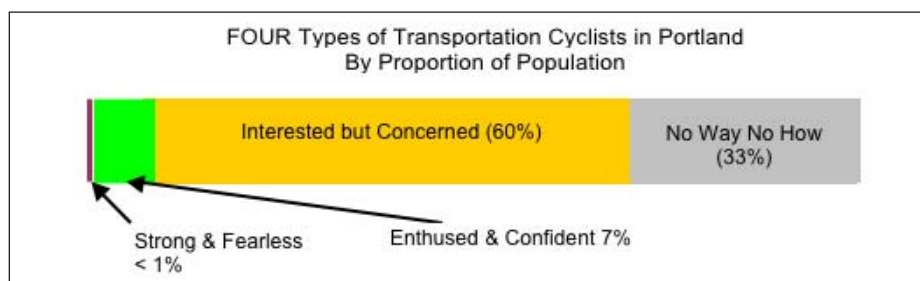 FOUR Types of Transportation Cyclists in Portland
By Proportion of Population
Interested but Concerned (60%)
No Way No How
(33%)
Strong & Fearless
< 1%
Enthused & Confident 7%